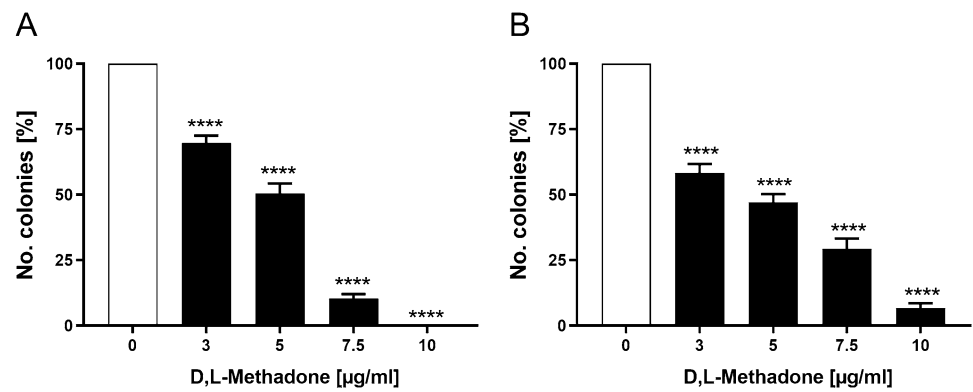 A
No. colonies [%]
100
75
50
25
0
****
****
****
****
0 3 5 7.5 10
D,L-Methadone [µg/ml]
B
No. colonies [%]
100
75
50
25
0
****
****
****
****
0 3 5 7.5 10
D,L-Methadone [µg/ml]